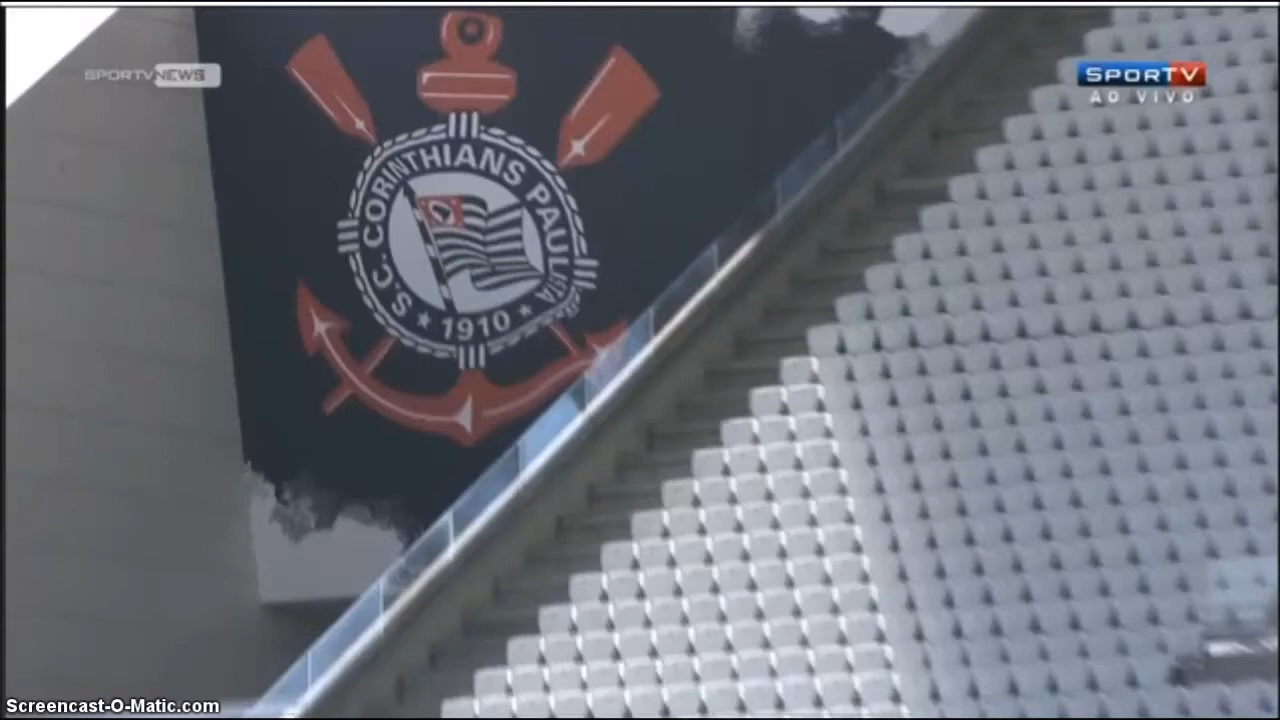 SPORTVNEWS
SPORTV
AO VIVO
S.C. CORINTHIANS PAULISTA
★ 1910 ★
Screencast-O-Matic.com